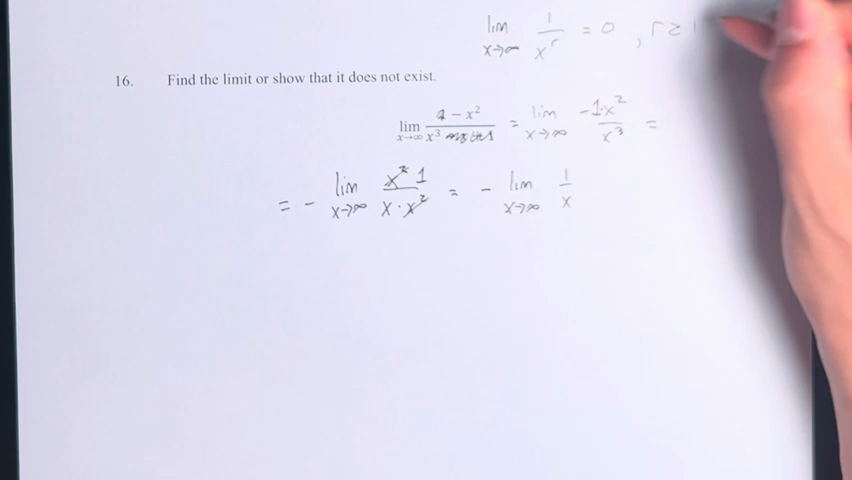 lim x→∞ 1/x^r = 0 , r ≥ 1
16. Find the limit or show that it does not exist.
lim x→∞ - x² / x³ = lim x→∞ -1·x² / x³ =
= - lim x→∞ x² 1 / x · x² = - lim x→∞ 1/x